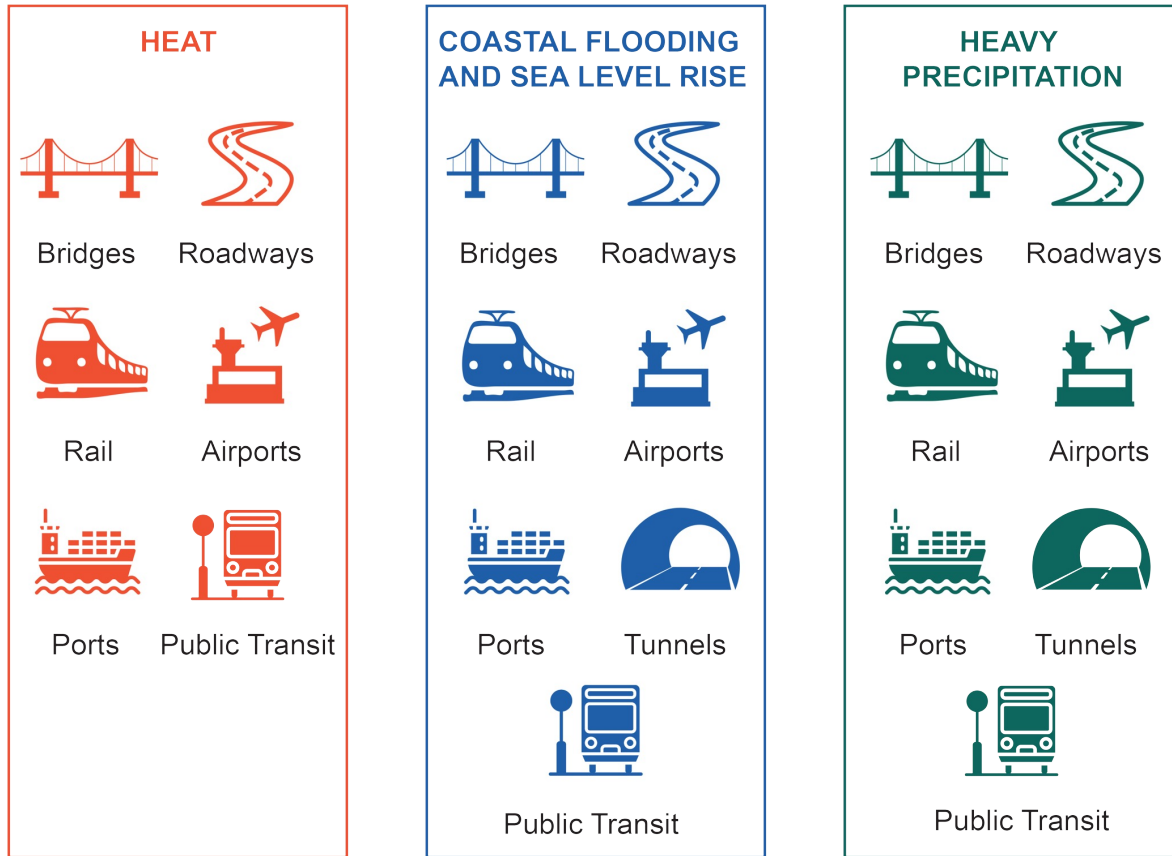 HEAT
Bridges
Roadways
Rail
Airports
Ports
Public Transit
COASTAL FLOODING
AND SEA LEVEL RISE
Bridges
Roadways
Rail
Airports
Ports
Tunnels
Public Transit
HEAVY
PRECIPITATION
Bridges
Roadways
Rail
Airports
Ports
Tunnels
Public Transit